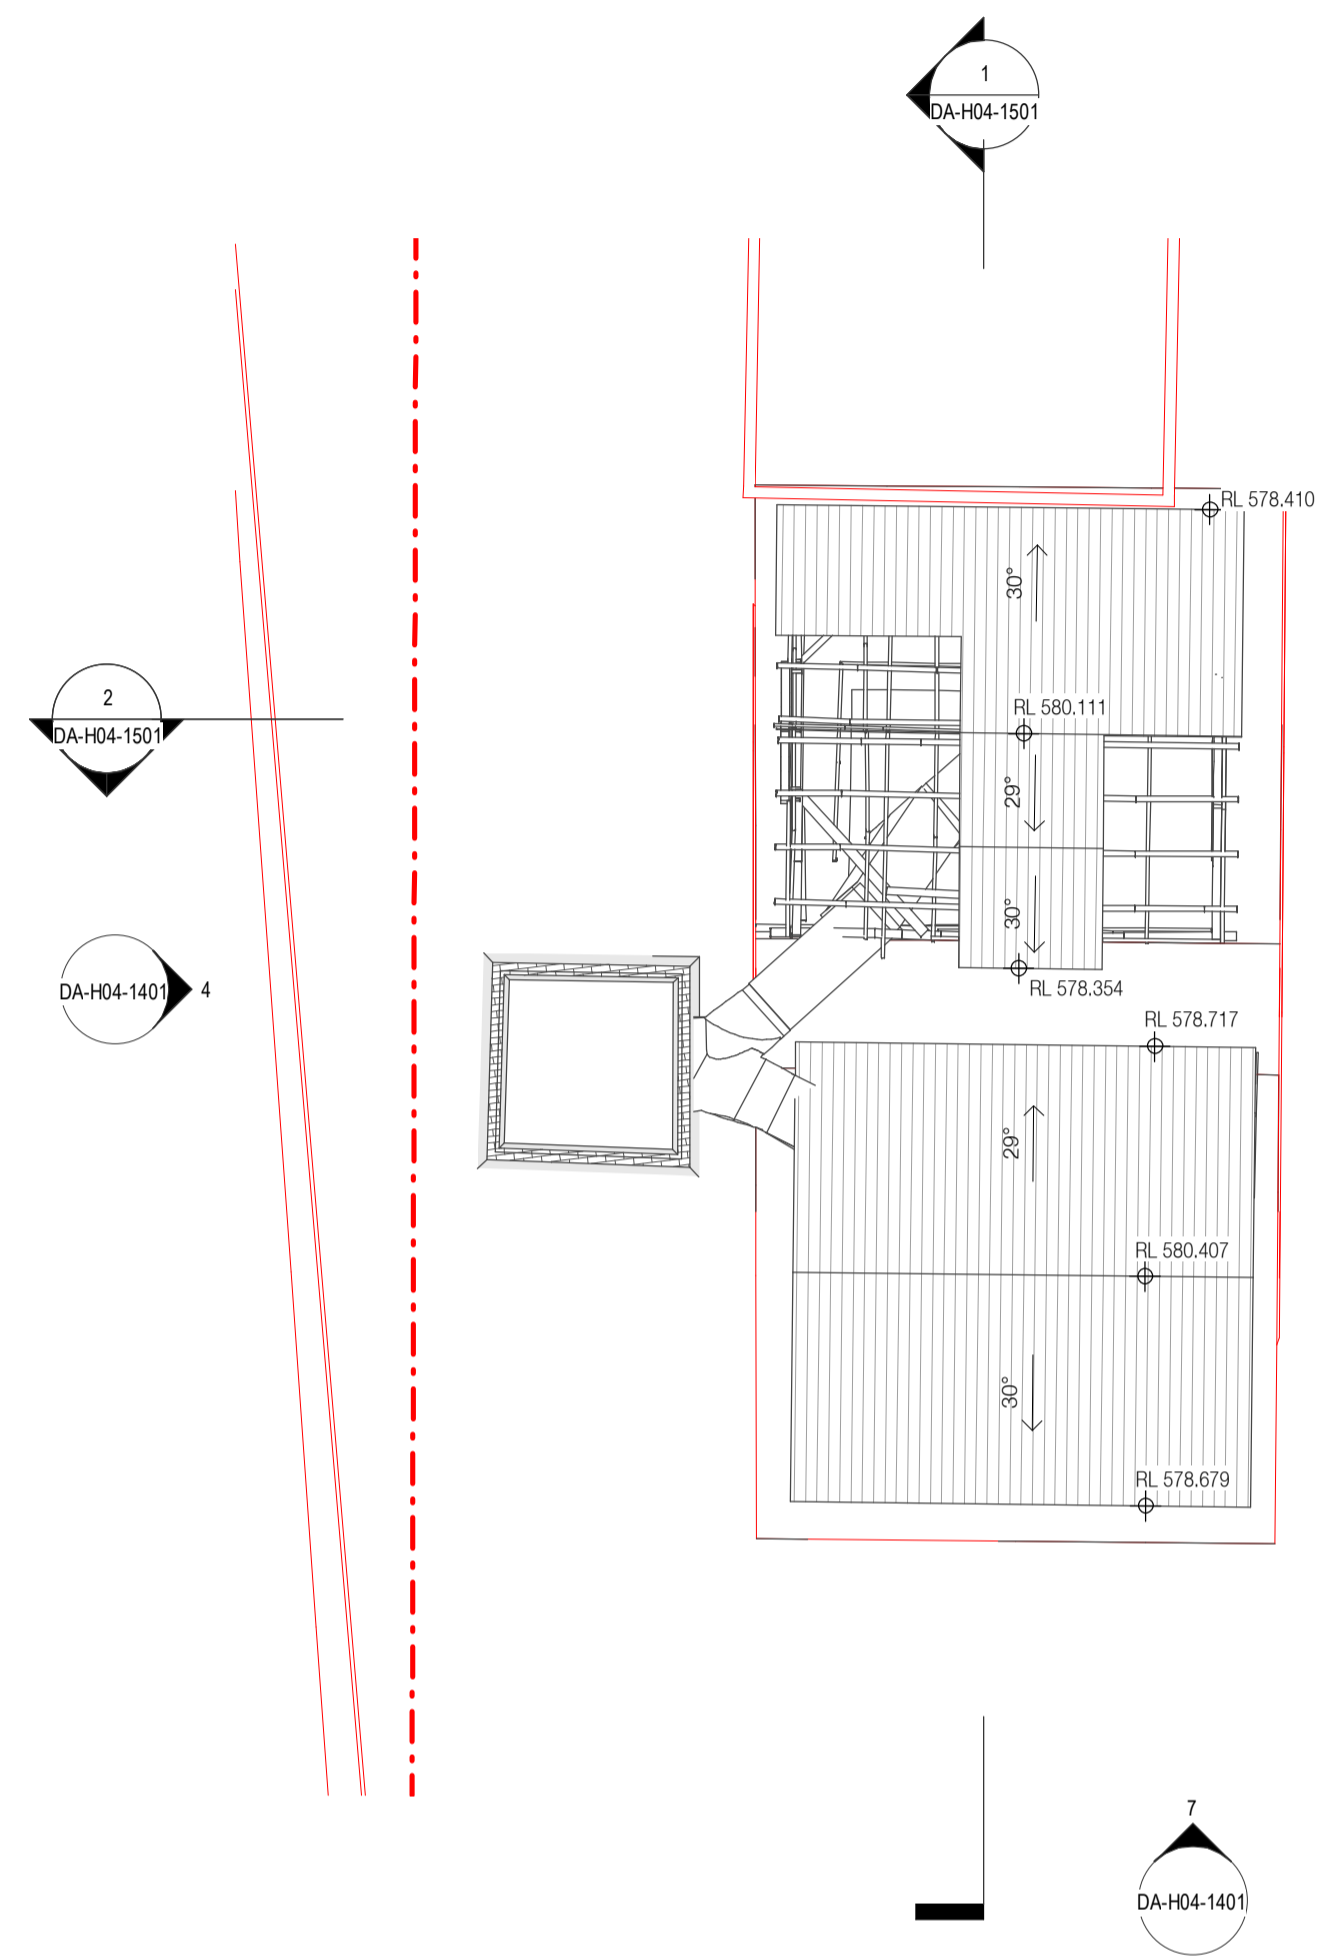 1
DA-H04-1501
RL 578.410
30°
2
DA-H04-1501
RL 580.111
29°
30°
DA-H04-1401
4
RL 578.354
RL 578.717
29°
RL 580.407
30°
RL 578.679
7
DA-H04-1401